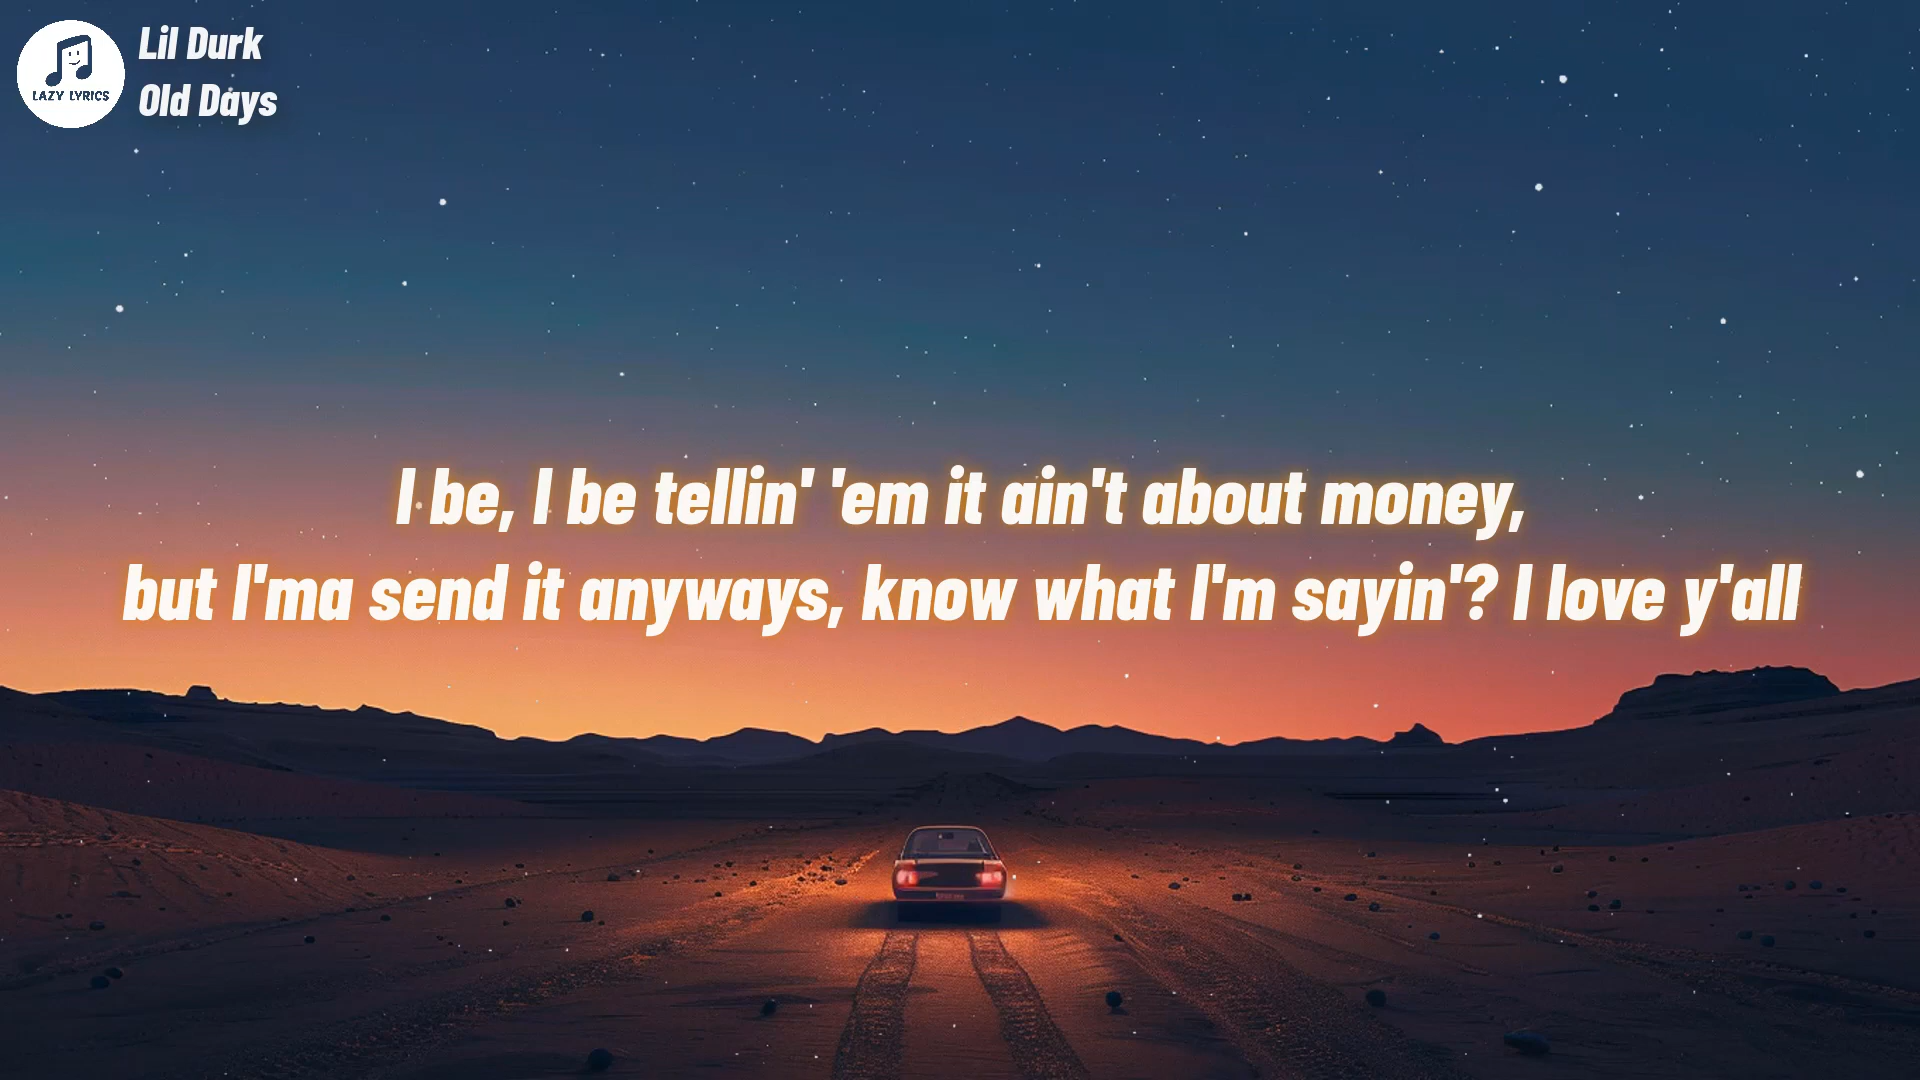 LAZY LYRICS
Lil Durk
Old Days
I be, I be tellin' 'em it ain't about money,
but I'ma send it anyways, know what I'm sayin'? I love y'all